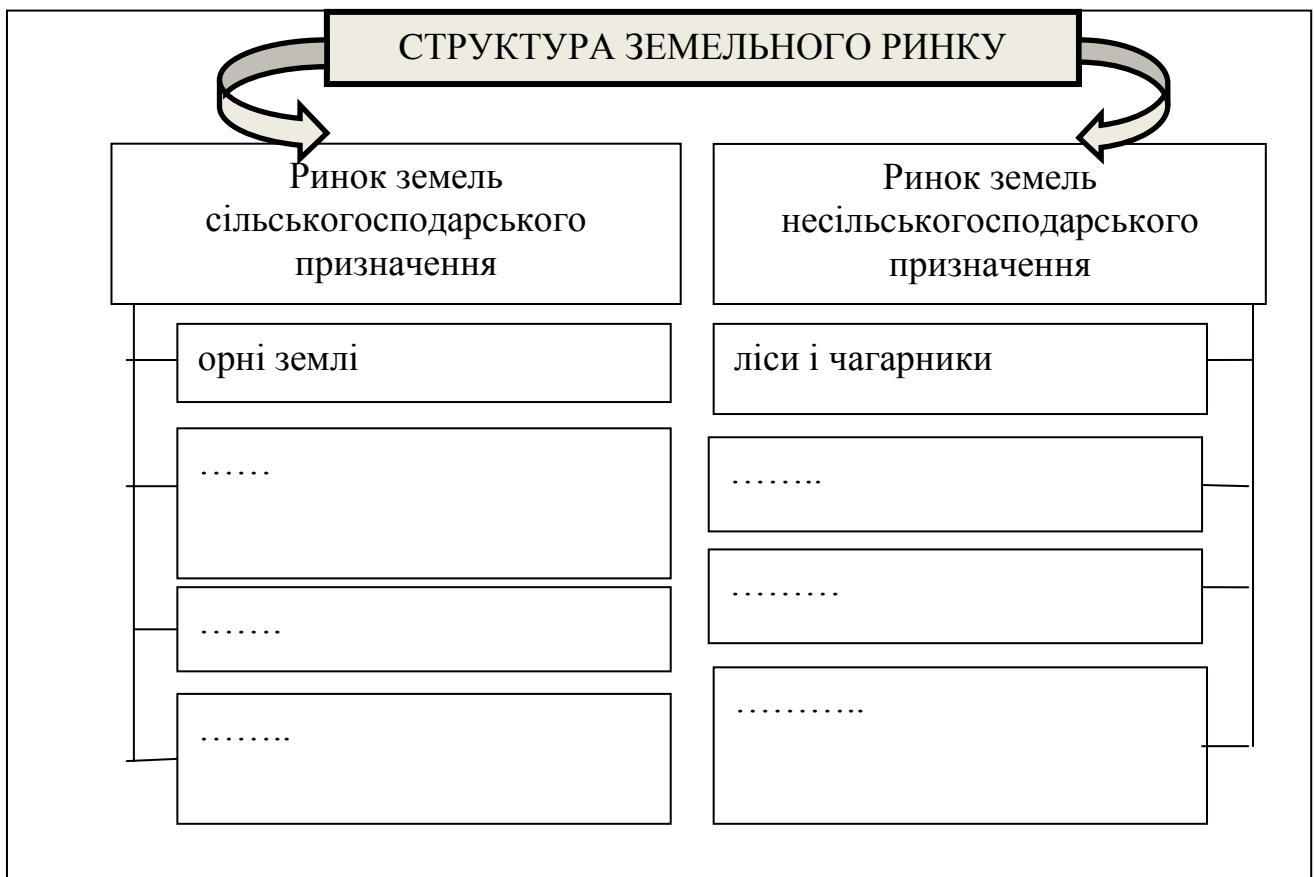 СТРУКТУРА ЗЕМЕЛЬНОГО РИНКУ
Ринок земель
сільськогосподарського
призначення
орні землі
……
…….
……..
Ринок земель
несільськогосподарського
призначення
ліси і чагарники
……..
………
………..